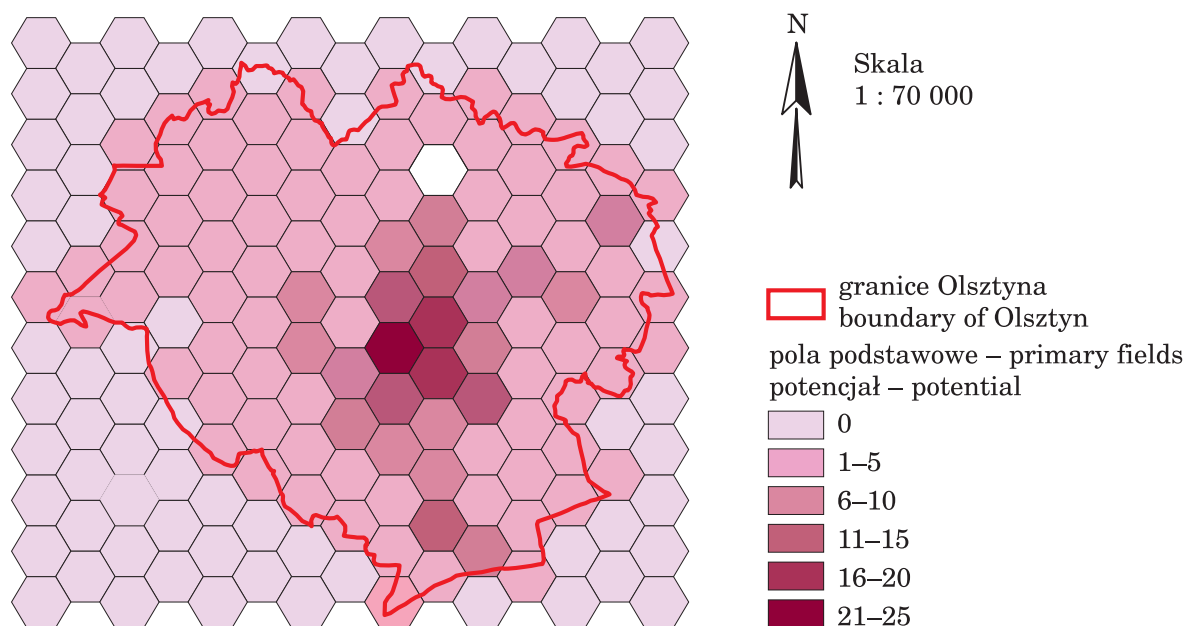 N
Skala
1 : 70 000
granice Olsztyna
boundary of Olsztyn
pola podstawowe – primary fields
potencjał – potential
0
1–5
6–10
11–15
16–20
21–25